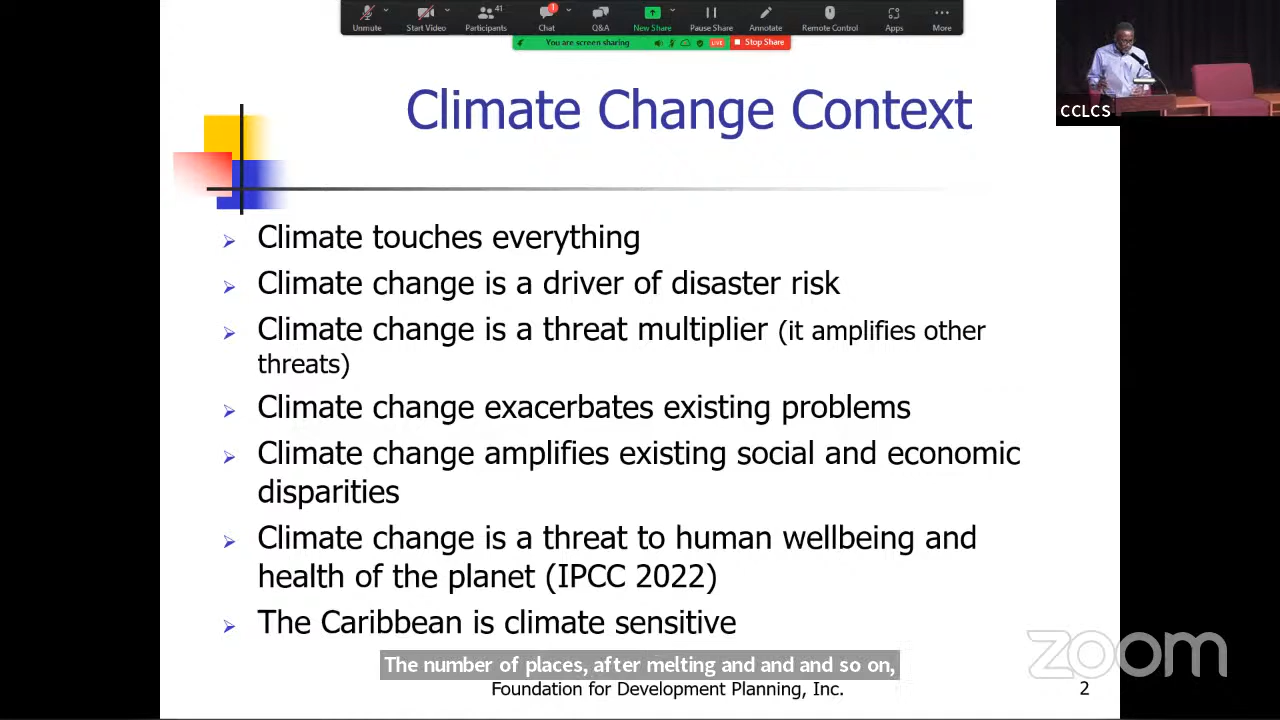 41
1
Unmute
Start Video
Participants
Chat
Q&A
New Share
Pause Share
Annotate
Remote Control
Apps
More
You are screen sharing
LIVE
Stop Share
CCLCS
Climate Change Context
Climate touches everything
Climate change is a driver of disaster risk
Climate change is a threat multiplier (it amplifies other
threats)
Climate change exacerbates existing problems
Climate change amplifies existing social and economic
disparities
Climate change is a threat to human wellbeing and
health of the planet (IPCC 2022)
The Caribbean is climate sensitive
The number of places, after melting and and and so on,
Foundation for Development Planning, Inc.
2
zoom